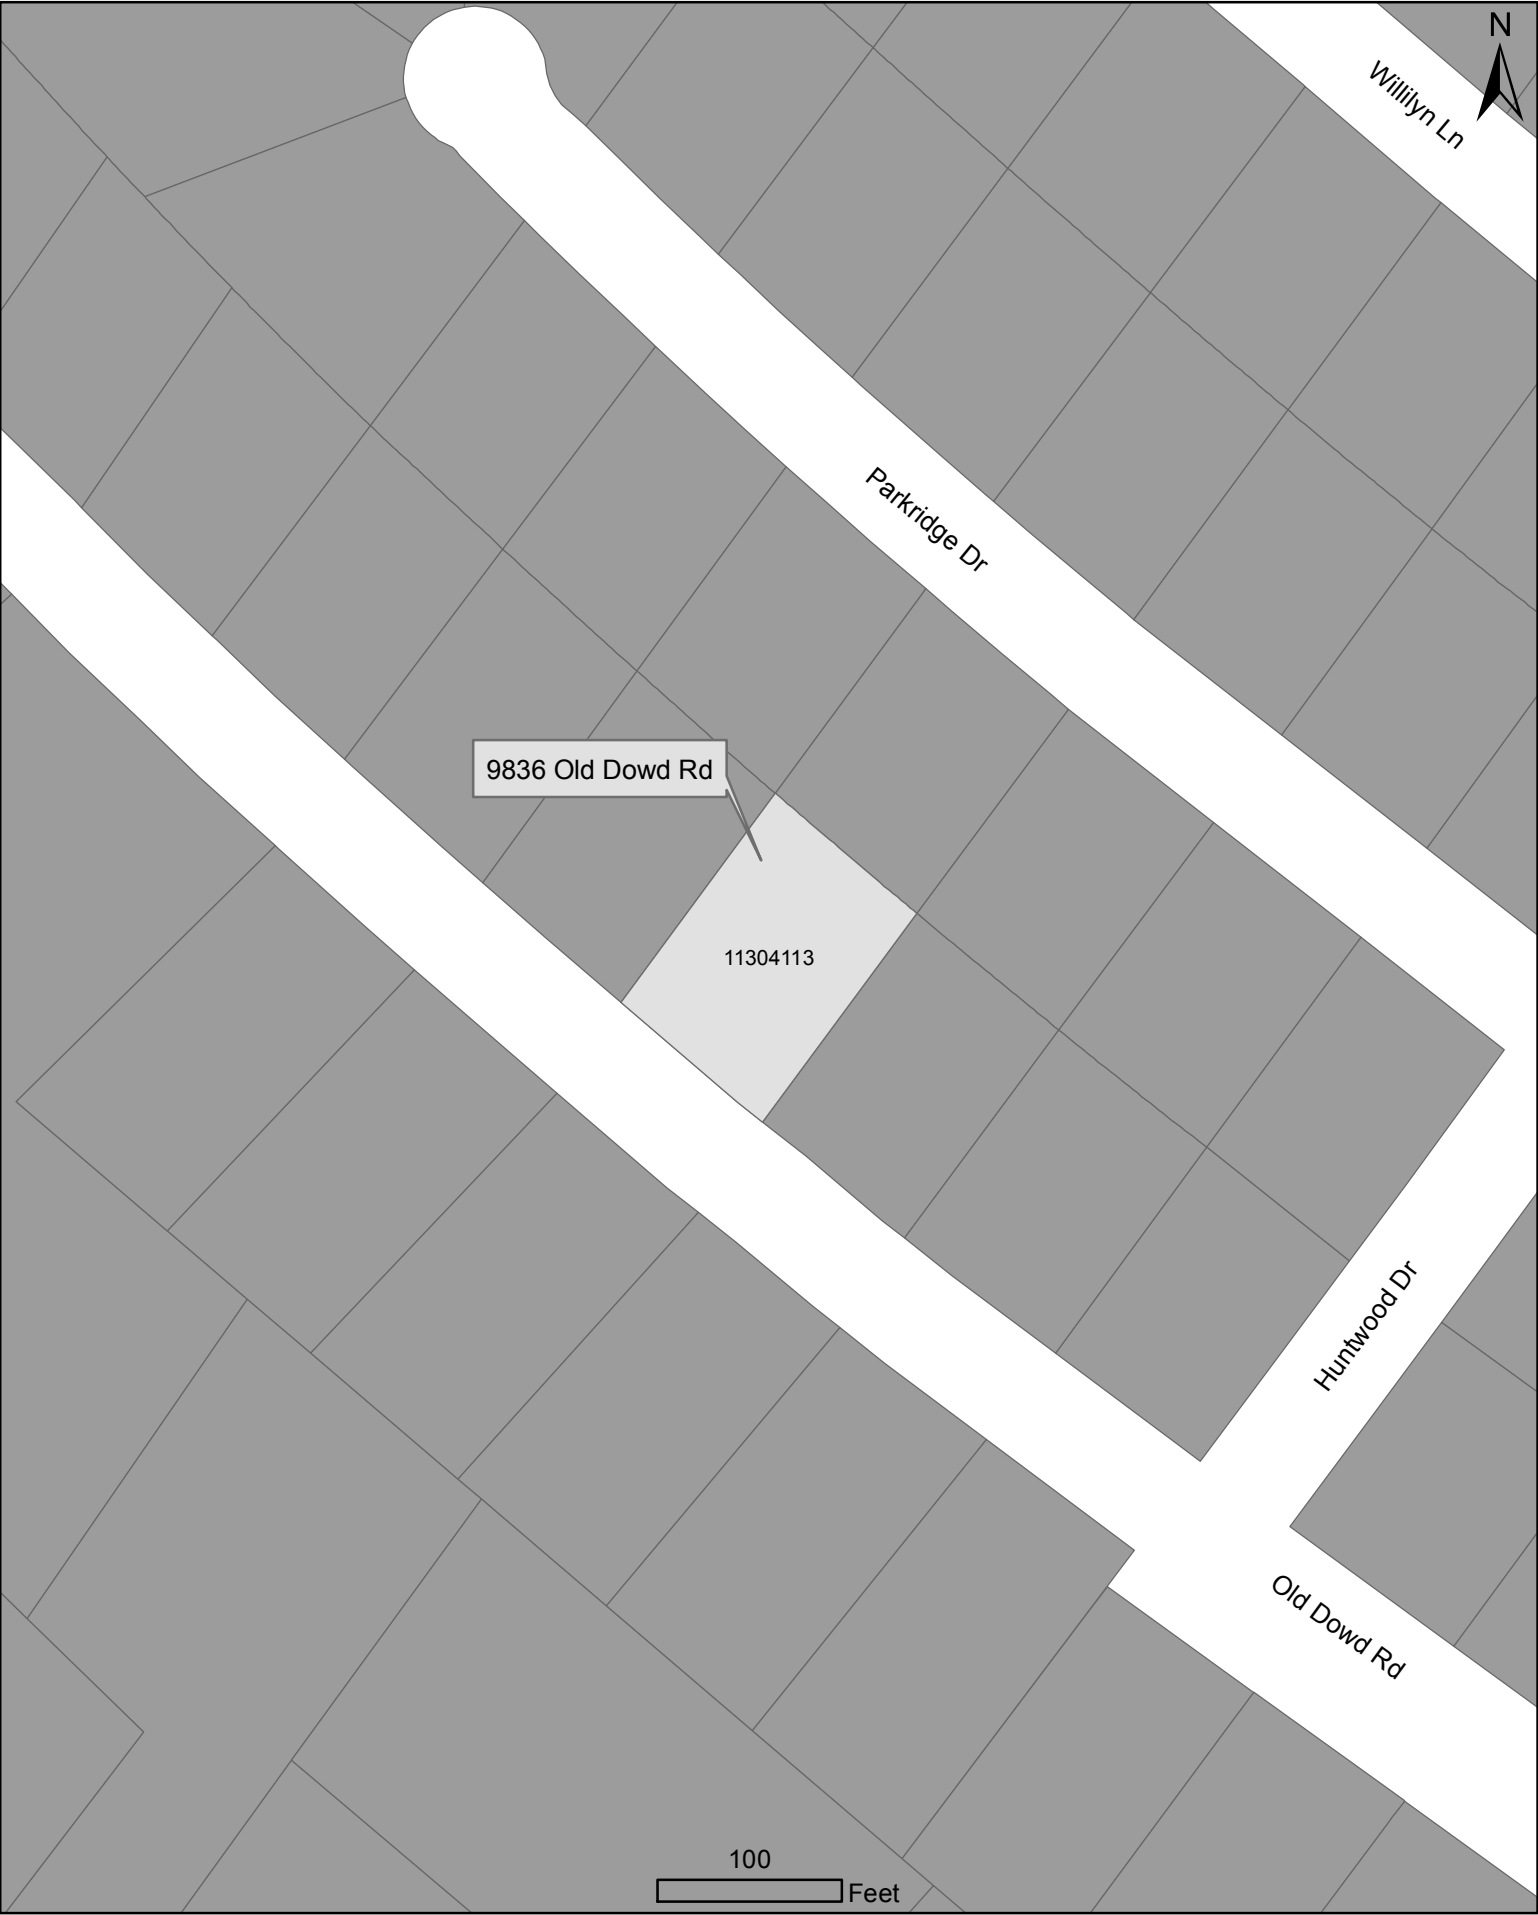 N
Willilyn Ln
Parkridge Dr
9836 Old Dowd Rd
11304113
Huntwood Dr
Old Dowd Rd
100
Feet